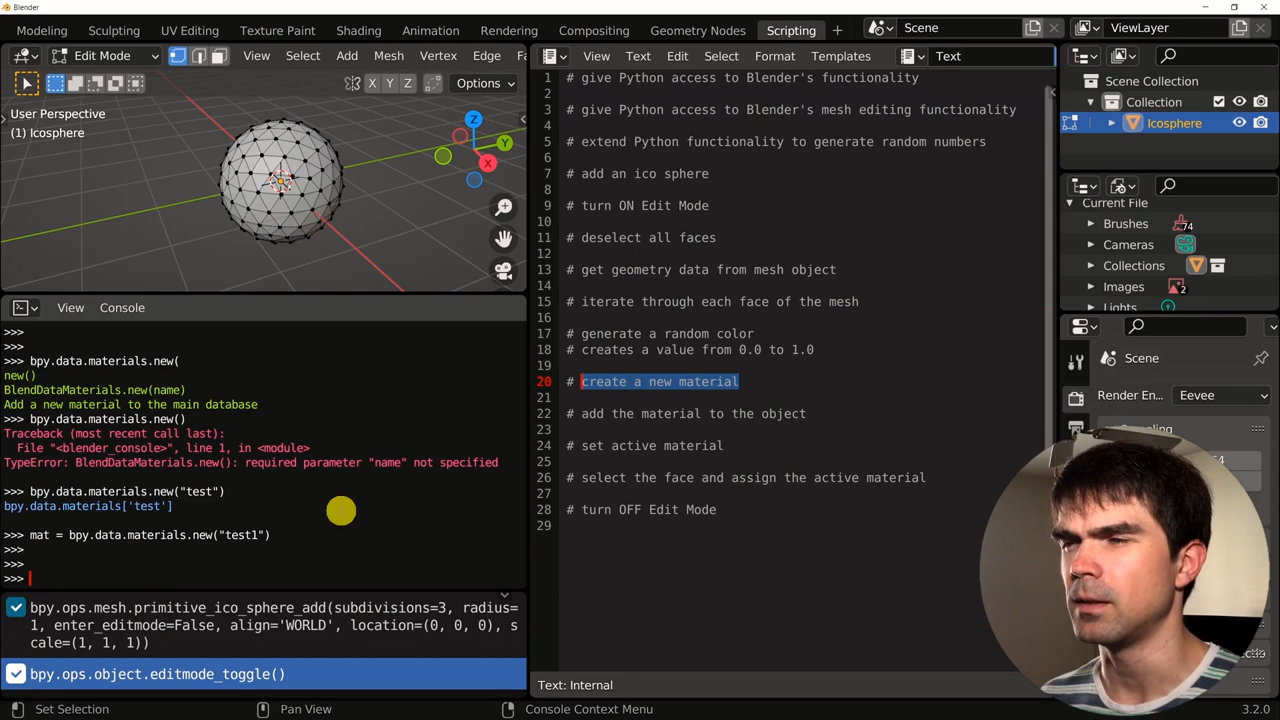 Blender
Modeling Sculpting UV Editing Texture Paint Shading Animation Rendering Compositing Geometry Nodes Scripting + Scene ViewLayer
Edit Mode View Select Add Mesh Vertex Edge Fa
X Y Z Options
User Perspective
(1) Icosphere
Z
Y
X
View Console
>>>
>>>
>>> bpy.data.materials.new(
new()
BlendDataMaterials.new(name)
Add a new material to the main database
>>> bpy.data.materials.new()
Traceback (most recent call last):
File "<blender_console>", line 1, in <module>
TypeError: BlendDataMaterials.new(): required parameter "name" not specified
>>> bpy.data.materials.new("test")
bpy.data.materials['test']
>>> mat = bpy.data.materials.new("test1")
>>>
>>>
>>>
bpy.ops.mesh.primitive_ico_sphere_add(subdivisions=3, radius=
1, enter_editmode=False, align='WORLD', location=(0, 0, 0), s
cale=(1, 1, 1))
bpy.ops.object.editmode_toggle()
View Text Edit Select Format Templates Text
1 # give Python access to Blender's functionality
2
3 # give Python access to Blender's mesh editing functionality
4
5 # extend Python functionality to generate random numbers
6
7 # add an ico sphere
8
9 # turn ON Edit Mode
10
11 # deselect all faces
12
13 # get geometry data from mesh object
14
15 # iterate through each face of the mesh
16
17 # generate a random color
18 # creates a value from 0.0 to 1.0
19
20 # create a new material
21
22 # add the material to the object
23
24 # set active material
25
26 # select the face and assign the active material
27
28 # turn OFF Edit Mode
29
Text: Internal
Scene Collection
Collection
Icosphere
Current File
Brushes 74
Cameras
Collections
Images 2
Lights
Scene
Render En... Eevee
Set Select Pan View Console Context Menu 3.2.0